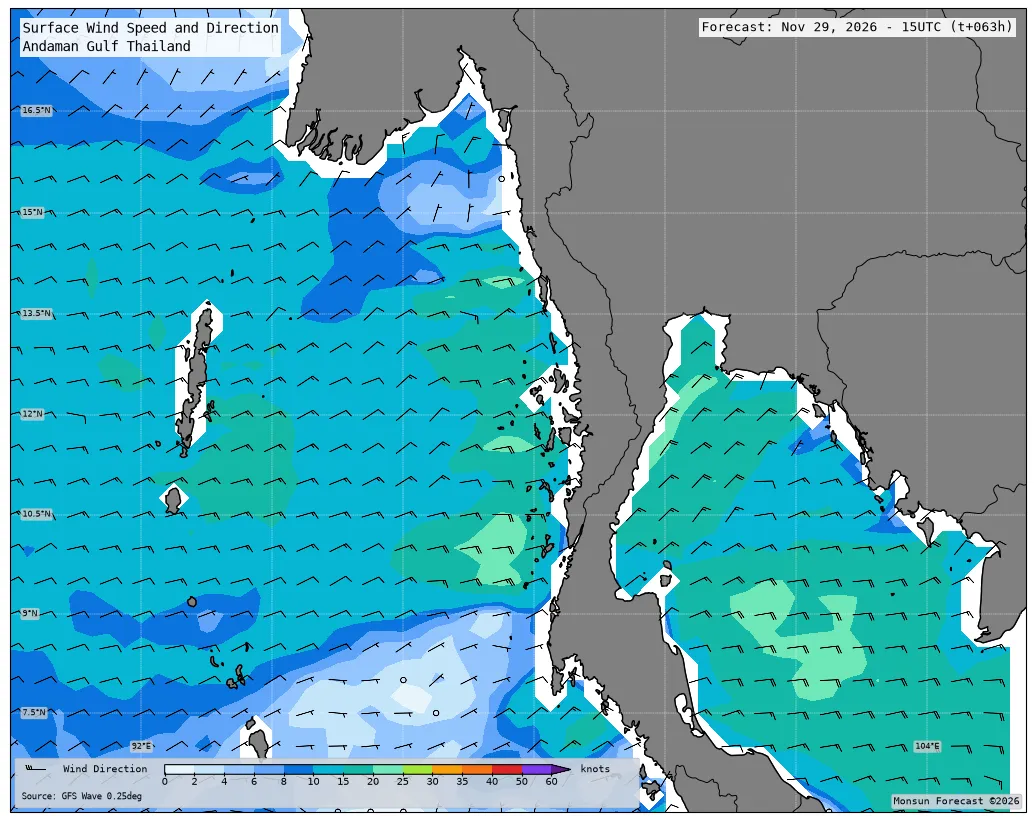 Surface Wind Speed and Direction
Andaman Gulf Thailand
Forecast: Nov 29, 2026 - 15UTC (t+063h)
16.5°N
15°N
13.5°N
12°N
10.5°N
9°N
7.5°N
92°E
104°E
Wind Direction
0 2 4 6 8 10 15 20 25 30 35 40 50 60
knots
Source: GFS Wave 0.25deg
Monsun Forecast ©2026